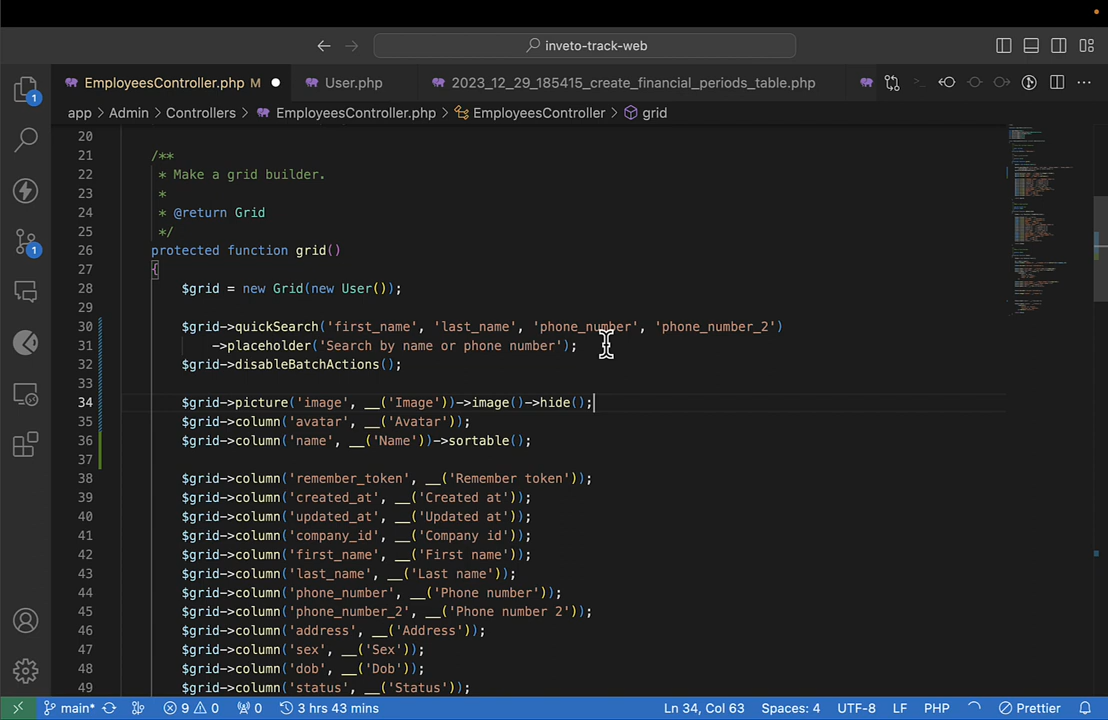 inveto-track-web
EmployeesController.php M User.php 2023_12_29_185415_create_financial_periods_table.php
app > Admin > Controllers > EmployeesController.php > EmployeesController > grid
20
21 /**
22 * Make a grid builder.
23 *
24 * @return Grid
25 */
26 protected function grid()
27 {
28 $grid = new Grid(new User());
29
30 $grid->quickSearch('first_name', 'last_name', 'phone_number', 'phone_number_2')
31 ->placeholder('Search by name or phone number');
32 $grid->disableBatchActions();
33
34 $grid->picture('image', __('Image'))->image()->hide();
35 $grid->column('avatar', __('Avatar'));
36 $grid->column('name', __('Name'))->sortable();
37
38 $grid->column('remember_token', __('Remember token'));
39 $grid->column('created_at', __('Created at'));
40 $grid->column('updated_at', __('Updated at'));
41 $grid->column('company_id', __('Company id'));
42 $grid->column('first_name', __('First name'));
43 $grid->column('last_name', __('Last name'));
44 $grid->column('phone_number', __('Phone number'));
45 $grid->column('phone_number_2', __('Phone number 2'));
46 $grid->column('address', __('Address'));
47 $grid->column('sex', __('Sex'));
48 $grid->column('dob', __('Dob'));
49 $grid->column('status', __('Status'));
1
1
main* 9 0 0 3 hrs 43 mins Ln 34, Col 63 Spaces: 4 UTF-8 LF PHP Prettier